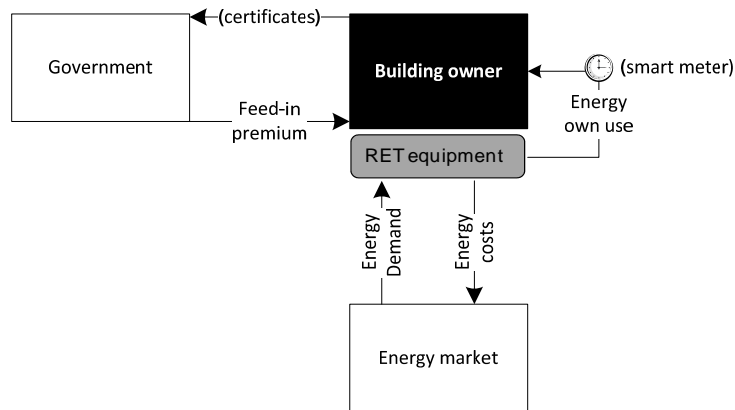 (certificates)
Government
Building owner
(smart meter)
Feed-in
premium
Energy
own use
RET equipment
Energy
Demand
Energy
costs
Energy market